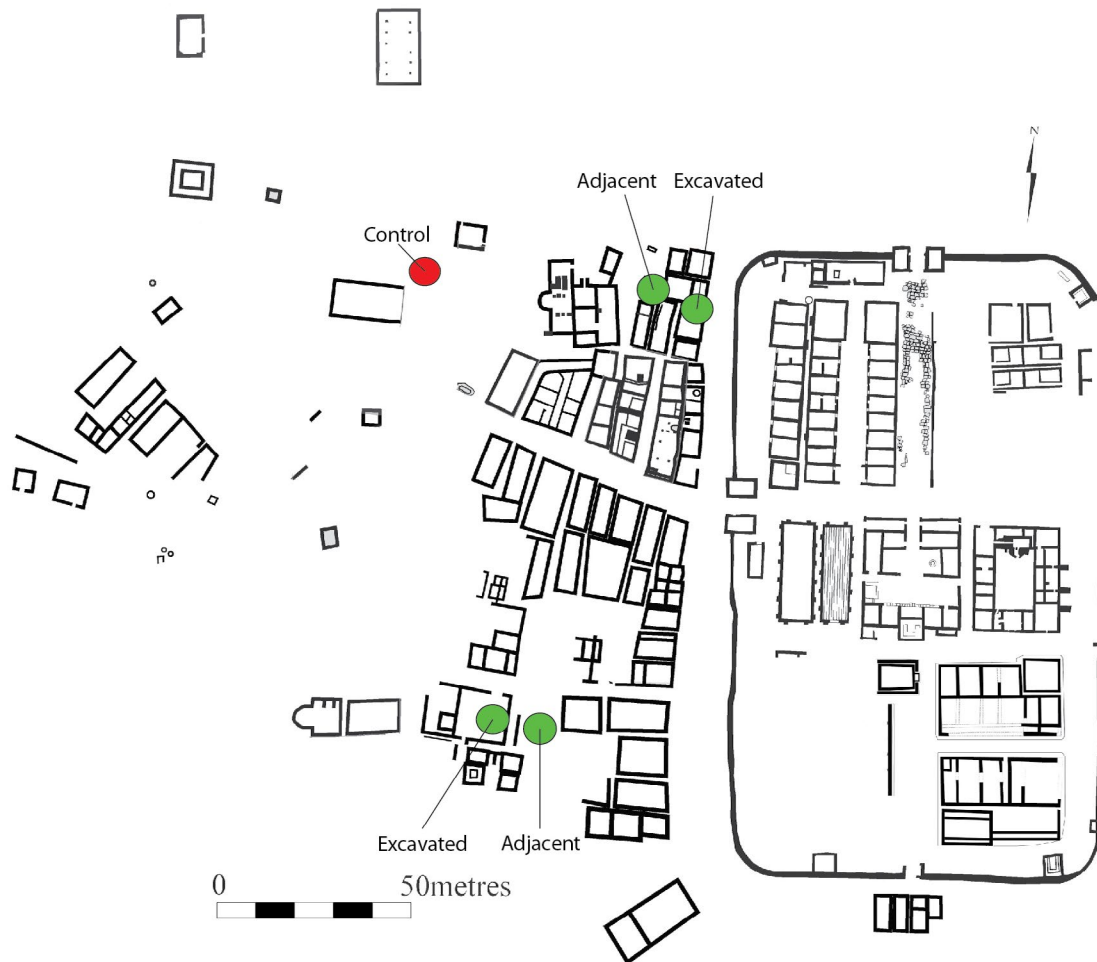 N
Adjacent Excavated
Control
Excavated Adjacent
0 50metres